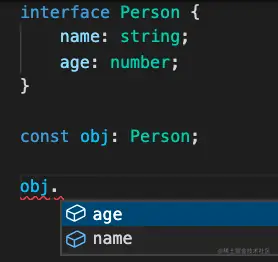 interface Person {
name: string;
age: number;
}
const obj: Person;
obj.
age
name
@稀土掘金技术社区